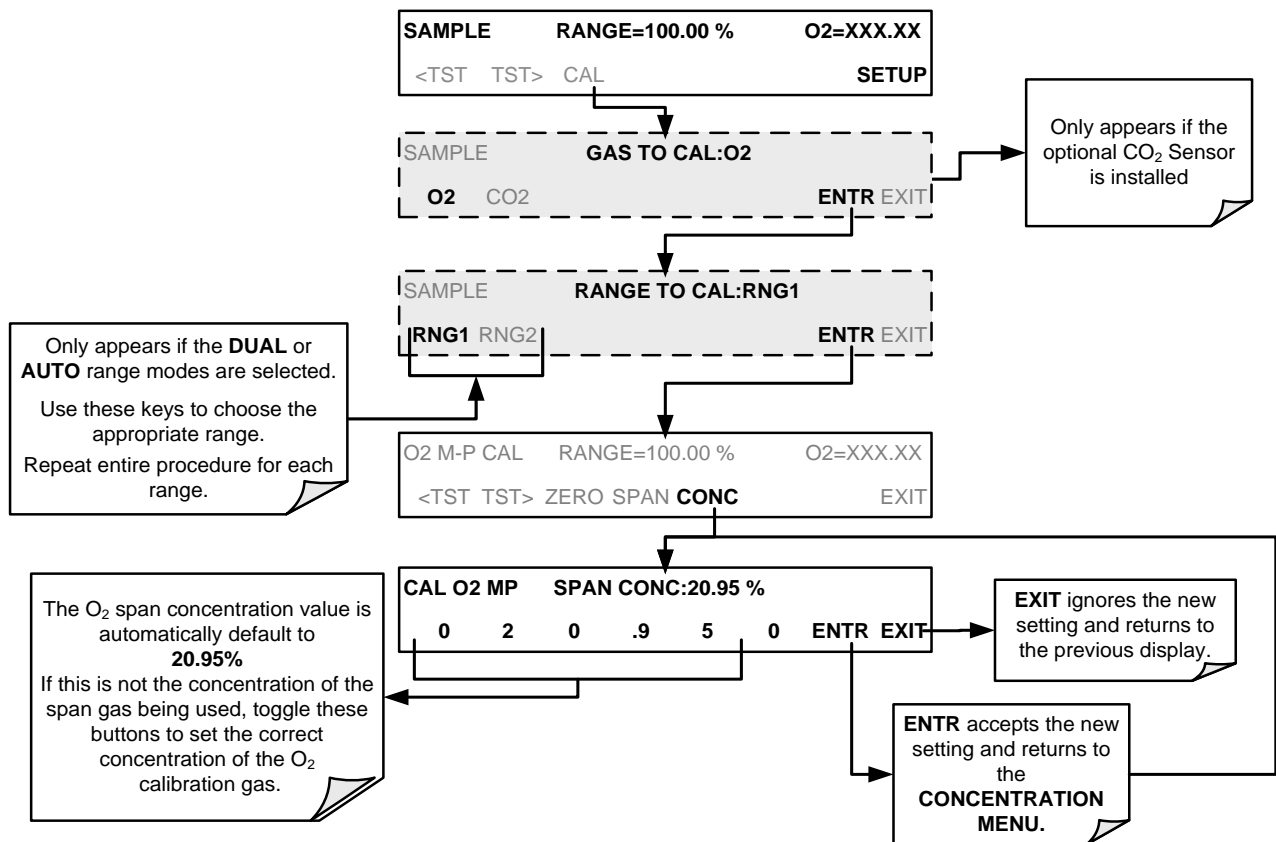 SAMPLE RANGE=100.00 % O2=XXX.XX
<TST TST> CAL SETUP
SAMPLE GAS TO CAL:O2
O2 CO2 ENTR EXIT
Only appears if the
optional CO₂ Sensor
is installed
SAMPLE RANGE TO CAL:RNG1
RNG1 RNG2 ENTR EXIT
Only appears if the DUAL or
AUTO range modes are selected.
Use these keys to choose the
appropriate range.
Repeat entire procedure for each
range.
O2 M-P CAL RANGE=100.00 % O2=XXX.XX
<TST TST> ZERO SPAN CONC EXIT
CAL O2 MP SPAN CONC:20.95 %
0 2 0 .9 5 0 ENTR EXIT
The O₂ span concentration value is
automatically default to
20.95%
If this is not the concentration of the
span gas being used, toggle these
buttons to set the correct
concentration of the O₂
calibration gas.
EXIT ignores the new
setting and returns to
the previous display.
ENTR accepts the new
setting and returns to
the
CONCENTRATION
MENU.